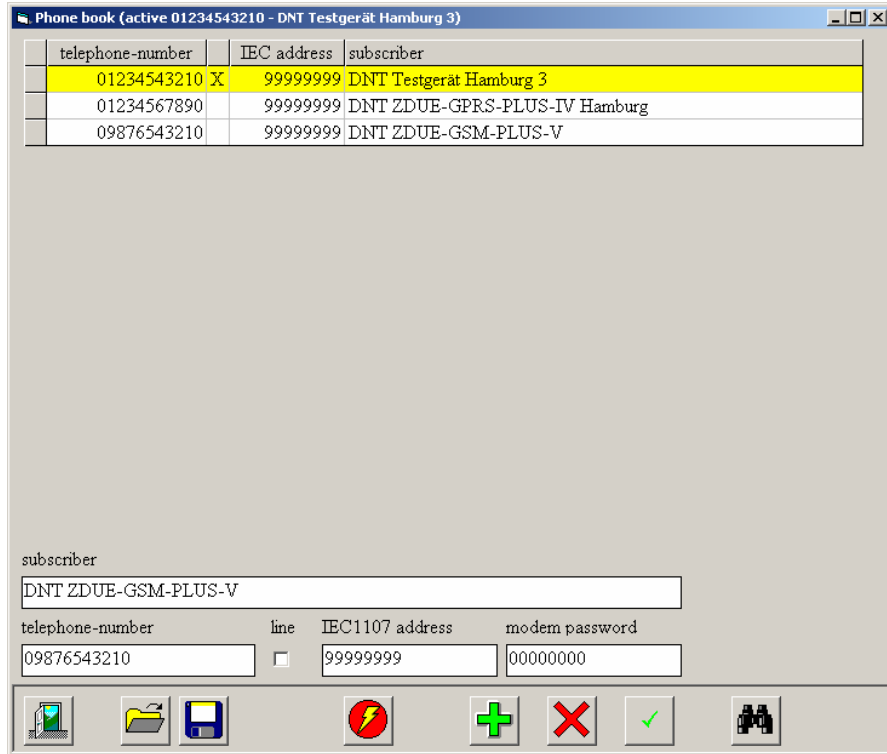 Phone book (active 01234543210 - DNT Testgerät Hamburg 3)
telephone-number IEC address subscriber
01234543210 X 99999999 DNT Testgerät Hamburg 3
01234567890 99999999 DNT ZDUE-GPRS-PLUS-IV Hamburg
09876543210 99999999 DNT ZDUE-GSM-PLUS-V
subscriber
DNT ZDUE-GSM-PLUS-V
telephone-number line IEC1107 address modem password
09876543210 99999999 00000000